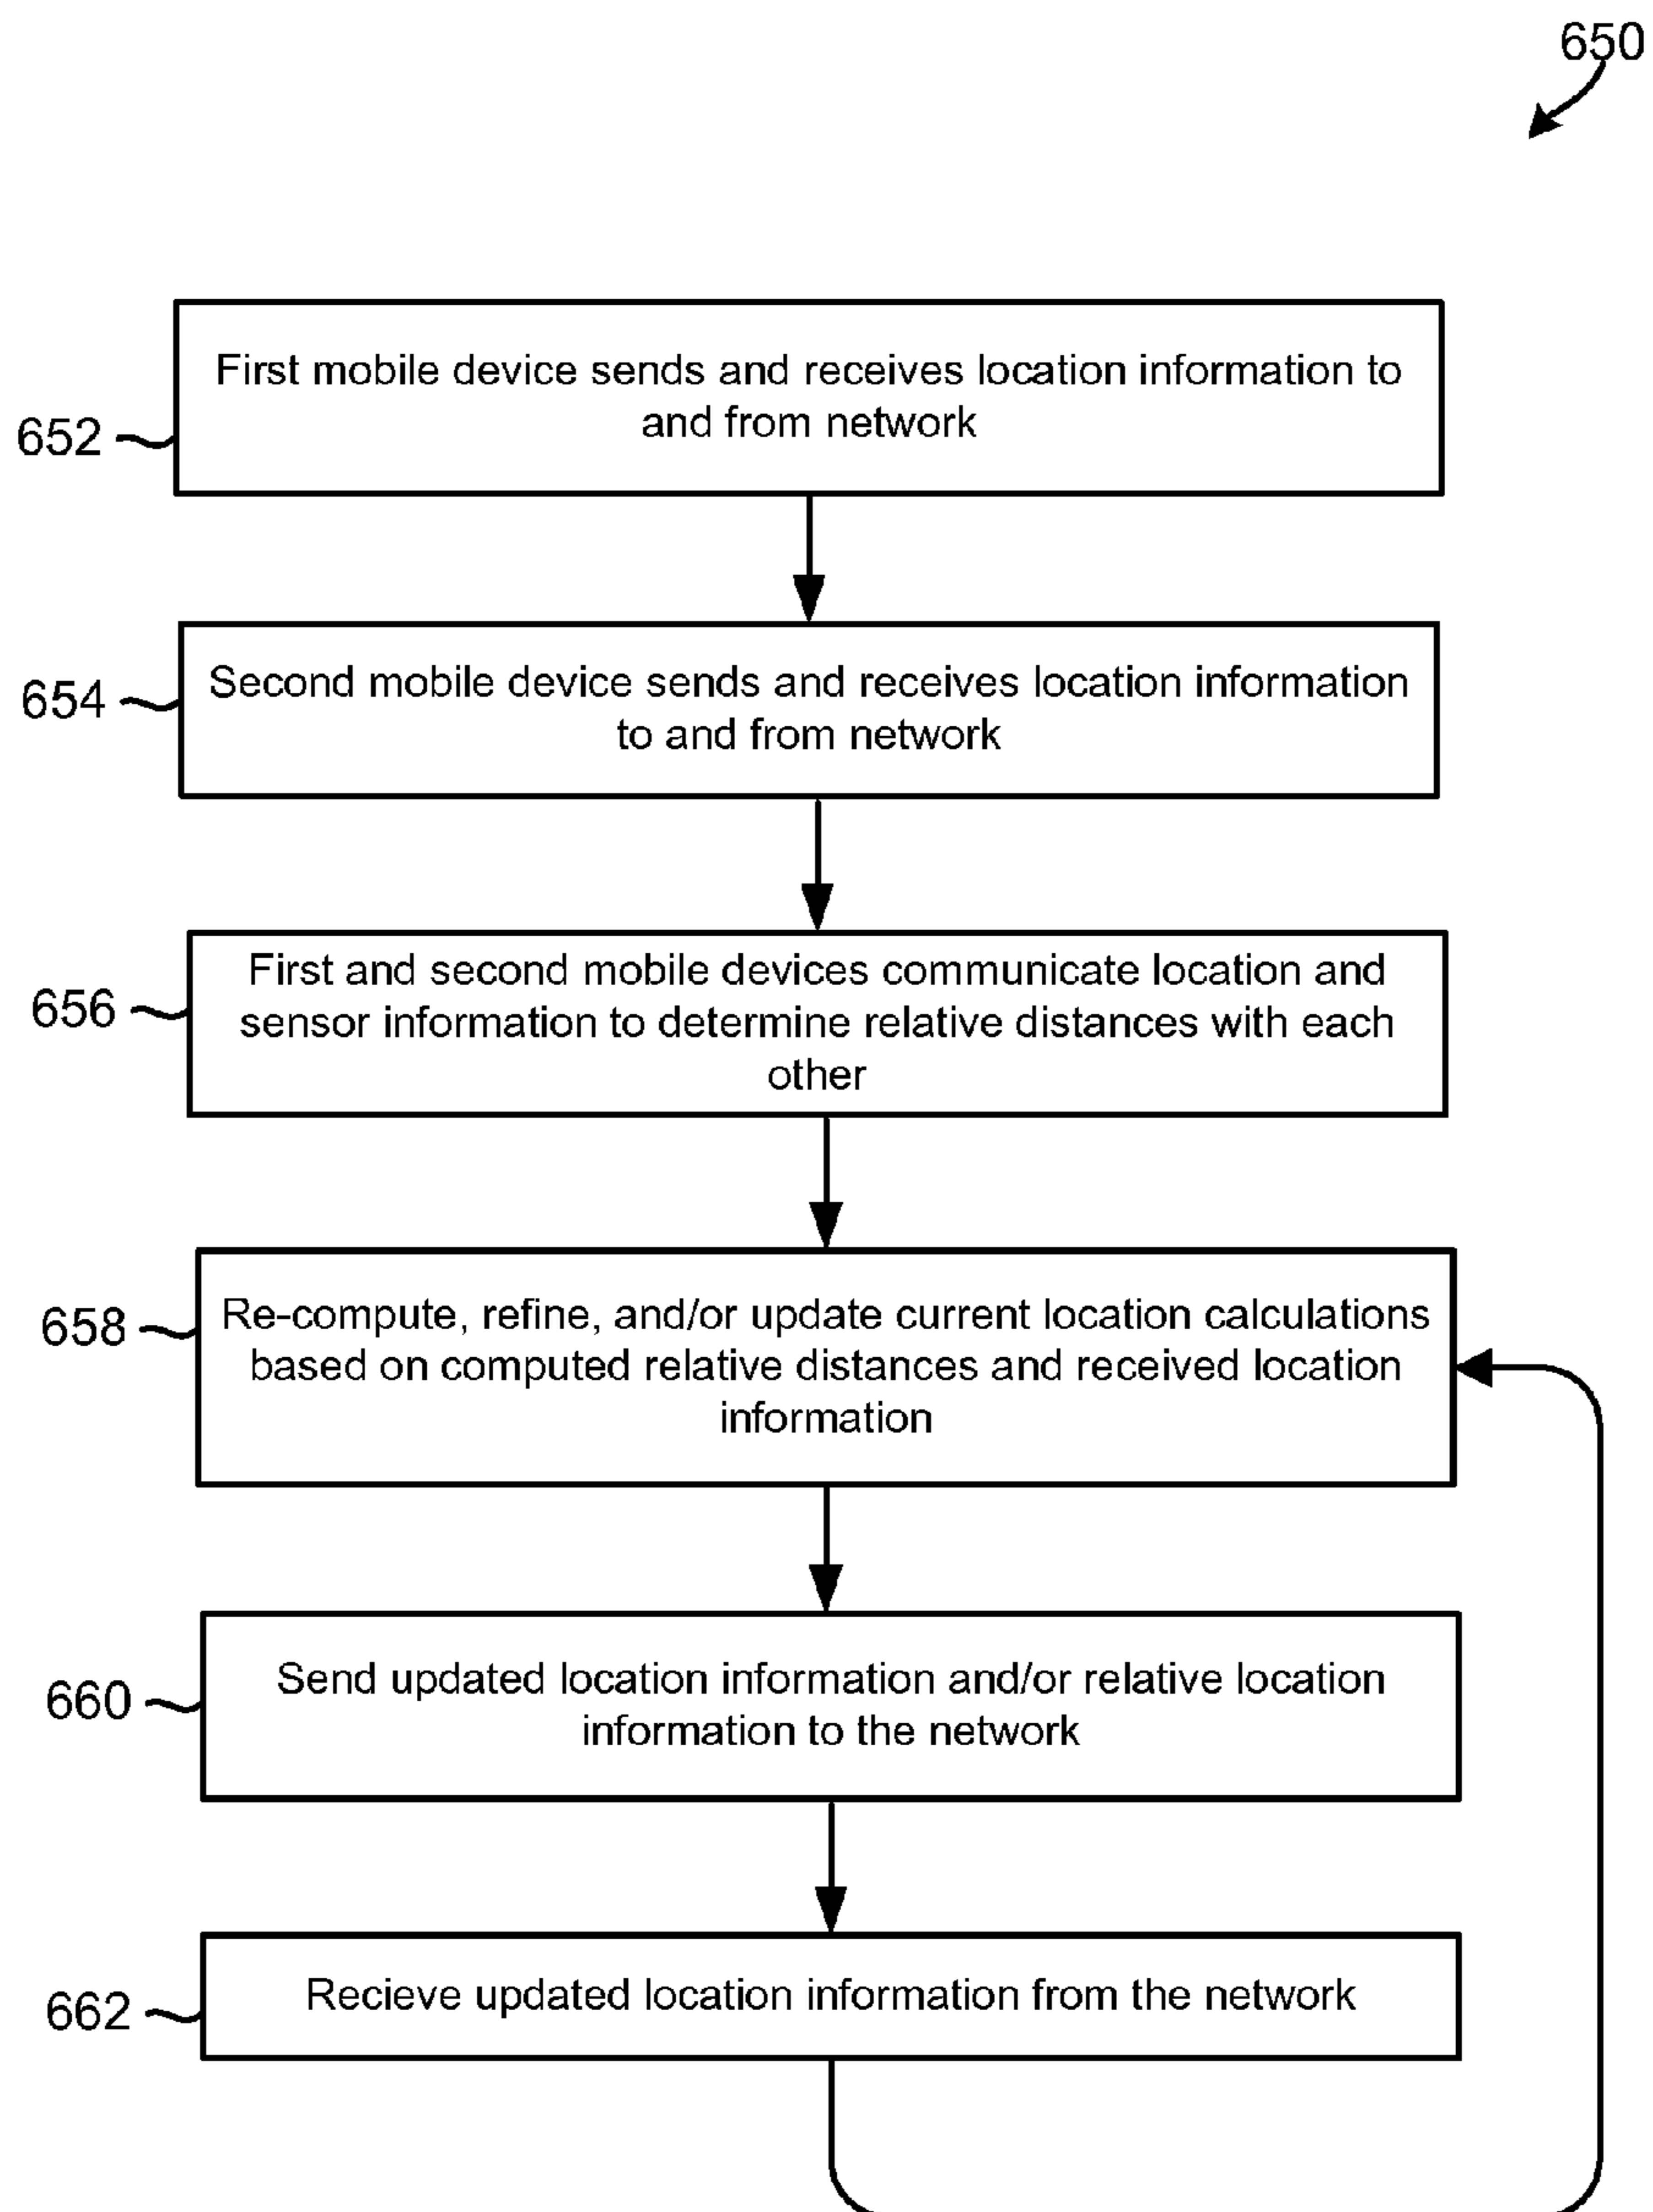 650
First mobile device sends and receives location information to
and from network
652
Second mobile device sends and receives location information
to and from network
654
First and second mobile devices communicate location and
sensor information to determine relative distances with each
other
656
Re-compute, refine, and/or update current location calculations
based on computed relative distances and received location
information
658
Send updated location information and/or relative location
information to the network
660
Recieve updated location information from the network
662